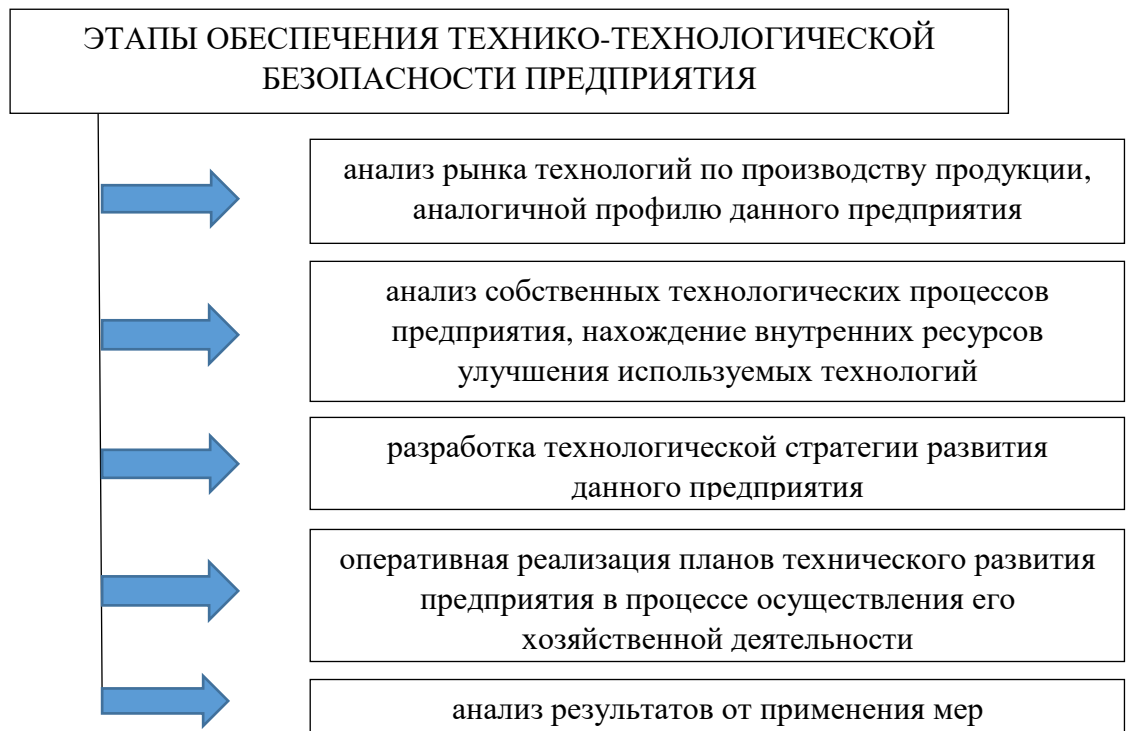 ЭТАПЫ ОБЕСПЕЧЕНИЯ ТЕХНИКО-ТЕХНОЛОГИЧЕСКОЙ
БЕЗОПАСНОСТИ ПРЕДПРИЯТИЯ
анализ рынка технологий по производству продукции,
аналогичной профилю данного предприятия
анализ собственных технологических процессов
предприятия, нахождение внутренних ресурсов
улучшения используемых технологий
разработка технологической стратегии развития
данного предприятия
оперативная реализация планов технического развития
предприятия в процессе осуществления его
хозяйственной деятельности
анализ результатов от применения мер